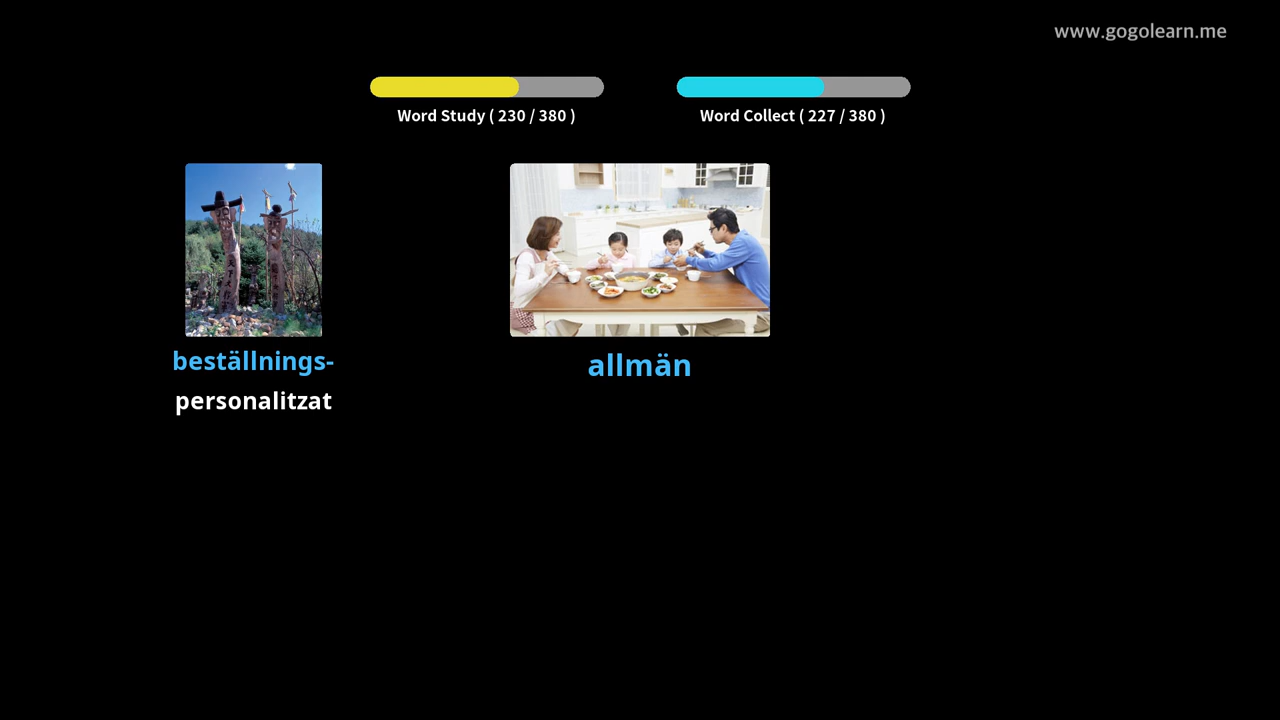 www.gogolearn.me
Word Study ( 230 / 380 )
Word Collect ( 227 / 380 )
beställnings-
personalitzat
allmän